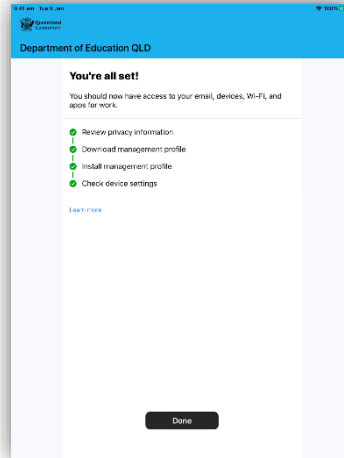 9:41 am Tue 9 Jan 100%
Queensland
Government
Department of Education QLD
You're all set!
You should now have access to your email, devices, Wi-Fi, and
apps for work.
Review privacy information
Download management profile
Install management profile
Check device settings
Learn more
Done